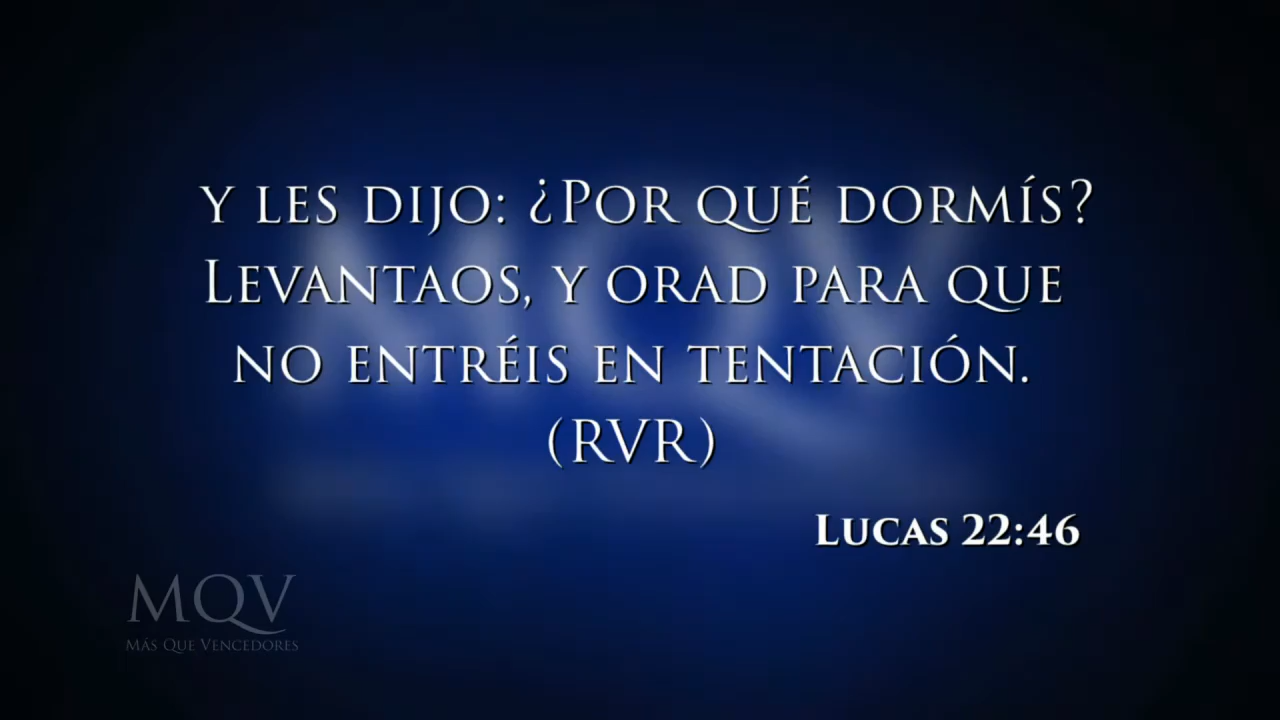 y les dijo: ¿Por qué dormís?
Levantaos, y orad para que
no entréis en tentación.
(RVR)
Lucas 22:46
MQV
Más Que Vencedores